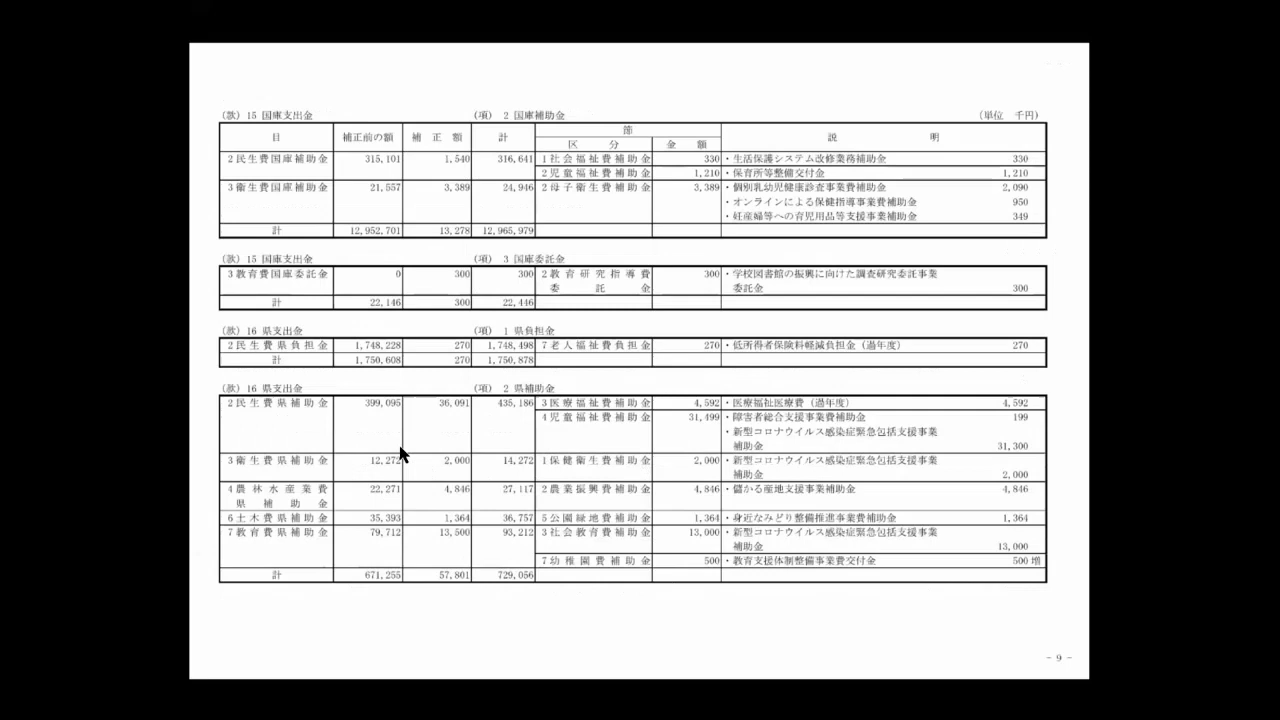 (款) 15 国庫支出金 (項) 2 国庫補助金 (単位 千円)
目 補正前の額 補正額 計 節 説明
区分 金額
2民生費国庫補助金 315,101 1,540 316,641 1社会福祉費補助金 330 ・生活保護システム改修業務補助金 330
2児童福祉費補助金 1,210 ・保育所等整備交付金 1,210
3衛生費国庫補助金 21,557 3,389 24,946 2母子衛生費補助金 3,389 ・個別乳幼児健康診査事業費補助金 2,090
・オンラインによる保健指導事業費補助金 950
・妊産婦等への育児用品等支援事業補助金 349
計 12,952,701 13,278 12,965,979
(款) 15 国庫支出金 (項) 3 国庫委託金
3教育費国庫委託金 0 300 300 2教育研究指導費 300 ・学校図書館の振興に向けた調査研究委託事業
委託金 委託金 300
計 22,146 300 22,446
(款) 16 県支出金 (項) 1 県負担金
2民生費県負担金 1,748,228 270 1,748,498 7老人福祉費負担金 270 ・低所得者保険料軽減負担金(過年度) 270
計 1,750,608 270 1,750,878
(款) 16 県支出金 (項) 2 県補助金
2民生費県補助金 399,095 36,091 435,186 3医療福祉費補助金 4,592 ・医療福祉医療費(過年度) 4,592
4児童福祉費補助金 31,499 ・障害者総合支援事業費補助金 199
・新型コロナウイルス感染症緊急包括支援事業
補助金 31,300
3衛生費県補助金 12,272 2,000 14,272 1保健衛生費補助金 2,000 ・新型コロナウイルス感染症緊急包括支援事業
補助金 2,000
4農林水産業費 22,271 4,846 27,117 2農業振興費補助金 4,846 ・儲かる産地支援事業補助金 4,846
県補助金
6土木費県補助金 35,393 1,364 36,757 5公園緑地費補助金 1,364 ・身近なみどり整備推進事業費補助金 1,364
7教育費県補助金 79,712 13,500 93,212 3社会教育費補助金 13,000 ・新型コロナウイルス感染症緊急包括支援事業
補助金 13,000
7幼稚園費補助金 500 ・教育支援体制整備事業費交付金 500増
計 671,255 57,801 729,056
- 9 -